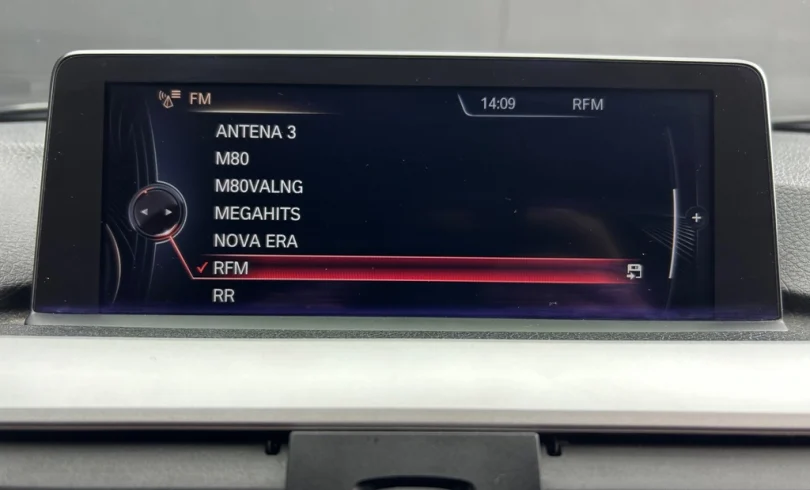 FM
14:09 RFM
ANTENA 3
M80
M80VALNG
MEGAHITS
NOVA ERA
RFM
RR